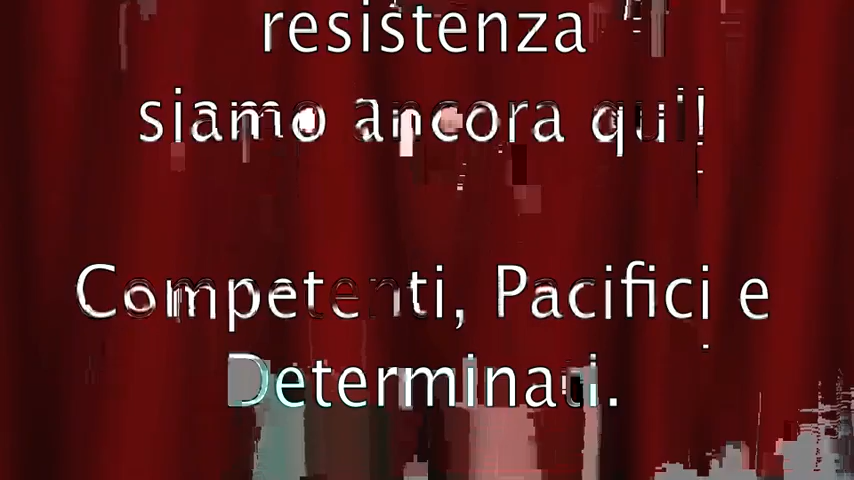 resistenza
siamo ancora qui!
Competenti, Pacifici e
Determinati.